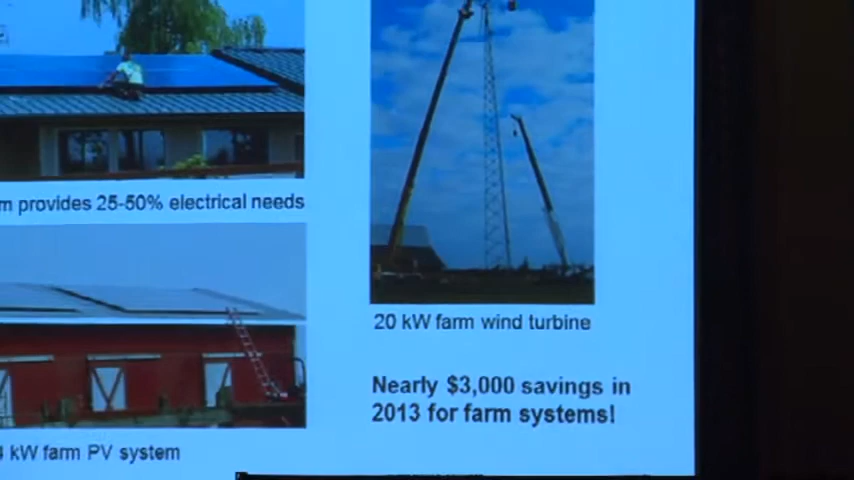 provides 25-50% electrical needs
20 kW farm wind turbine
Nearly $3,000 savings in
2013 for farm systems!
kW farm PV system